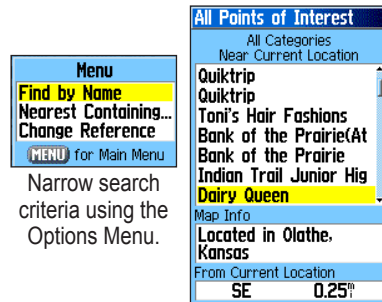 Menu
Find by Name
Nearest Containing...
Change Reference
MENU for Main Menu
Narrow search
criteria using the
Options Menu.
All Points of Interest
All Categories
Near Current Location
Quiktrip
Quiktrip
Toni's Hair Fashions
Bank of the Prairie(At
Bank of the Prairie
Indian Trail Junior Hig
Dairy Queen
Map Info
Located in Olathe,
Kansas
From Current Location
SE 0.25m